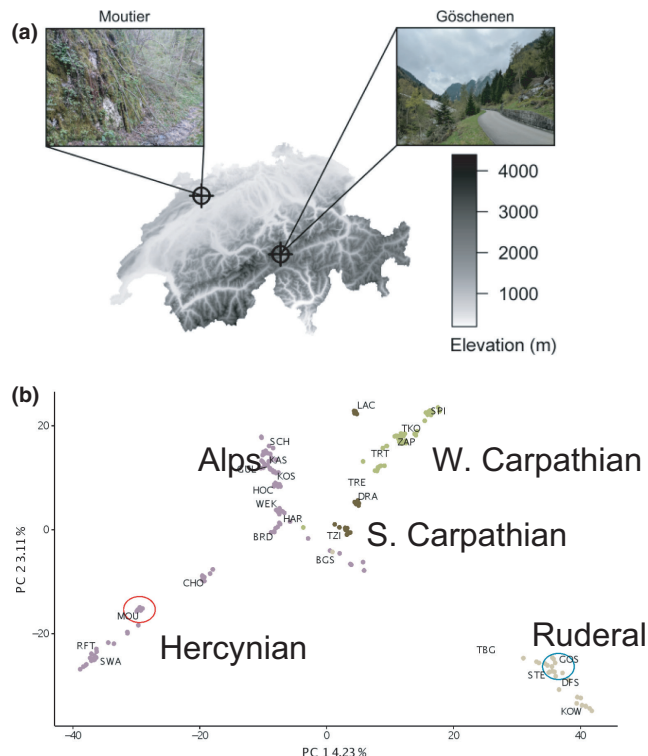 (a)
Moutier
Göschenen
4000
3000
2000
1000
Elevation (m)
(b)
LAC
SPI
TKO
ZAP
SCH
Alps
KAS
TRT
W. Carpathian
KOS
HOC
TRE
DRA
WEK
HAR
S. Carpathian
BRD
TZI
BGS
CHO
MOU
Hercynian
Ruderal
RFT
SWA
TBG
GOS
STE
DFS
KOW
20
0
−20
PC 2 3.11 %
−40
−20
0
20
40
PC 1 4.23 %